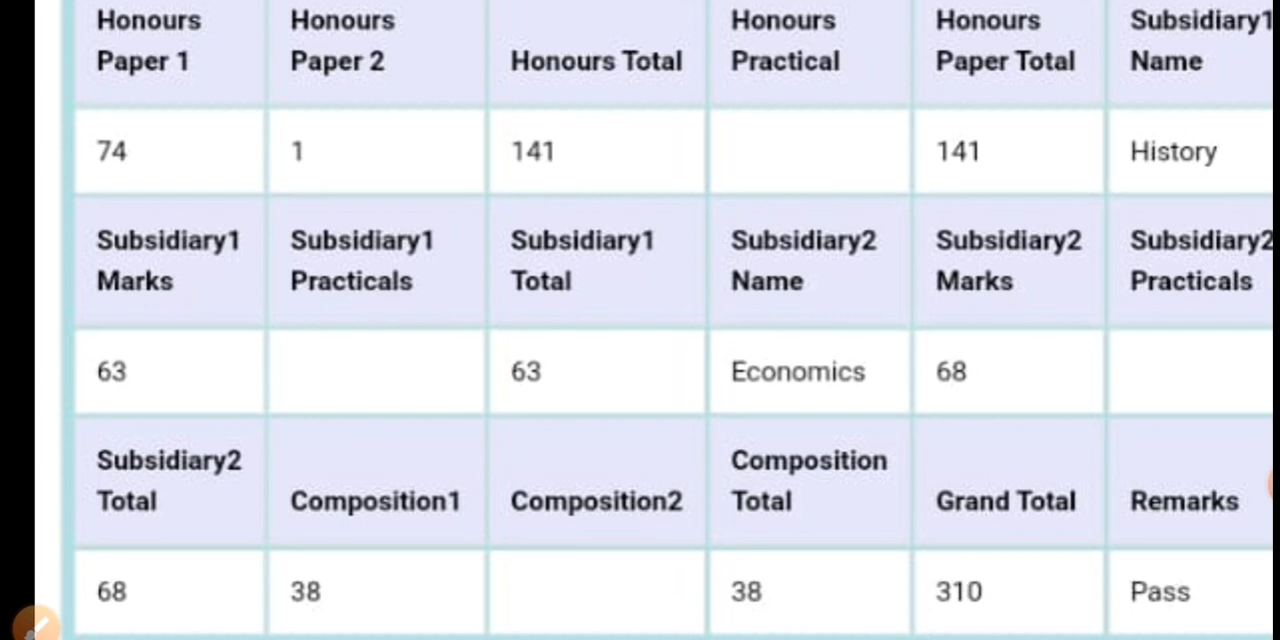 Honours Honours Honours Honours Subsidiary1
Paper 1 Paper 2 Honours Total Practical Paper Total Name
74 1 141 141 History
Subsidiary1 Subsidiary1 Subsidiary1 Subsidiary2 Subsidiary2 Subsidiary2
Marks Practicals Total Name Marks Practicals
63 63 Economics 68
Subsidiary2 Composition
Total Composition1 Composition2 Total Grand Total Remarks
68 38 38 310 Pass